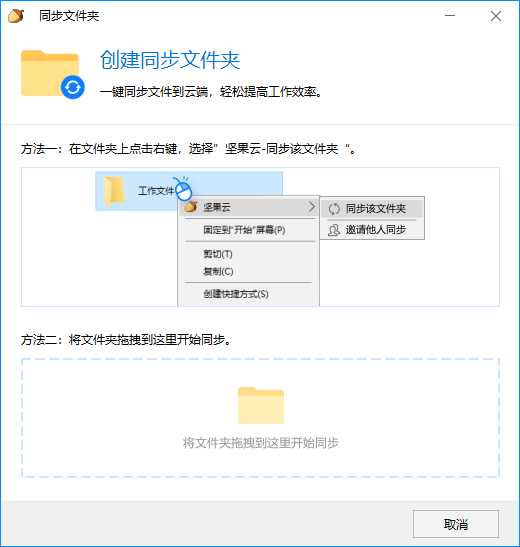 同步文件夹
创建同步文件夹
一键同步文件到云端，轻松提高工作效率。
方法一：在文件夹上点击右键，选择”坚果云-同步该文件夹“。
工作文件
坚果云
同步该文件夹
固定到"开始"屏幕(P)
邀请他人同步
剪切(T)
复制(C)
创建快捷方式(S)
方法二：将文件夹拖拽到这里开始同步。
将文件夹拖拽到这里开始同步
取消